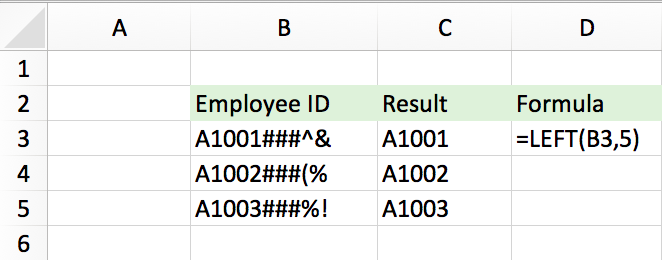 A B C D
1
2 Employee ID Result Formula
3 A1001###^& A1001 =LEFT(B3,5)
4 A1002###(% A1002
5 A1003###%! A1003
6